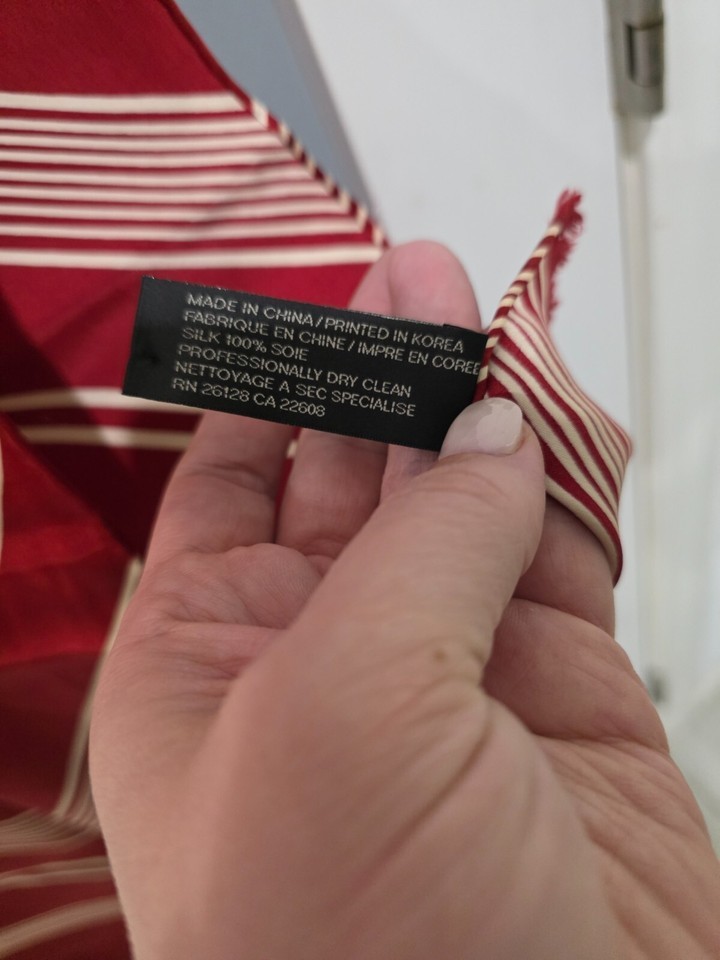 MADE IN CHINA / PRINTED IN KOREA
FABRIQUE EN CHINE / IMPRE EN COREE
SILK 100% SOIE
PROFESSIONALLY DRY CLEAN
NETTOYAGE A SEC SPECIALISE
RN 26128 CA 22608